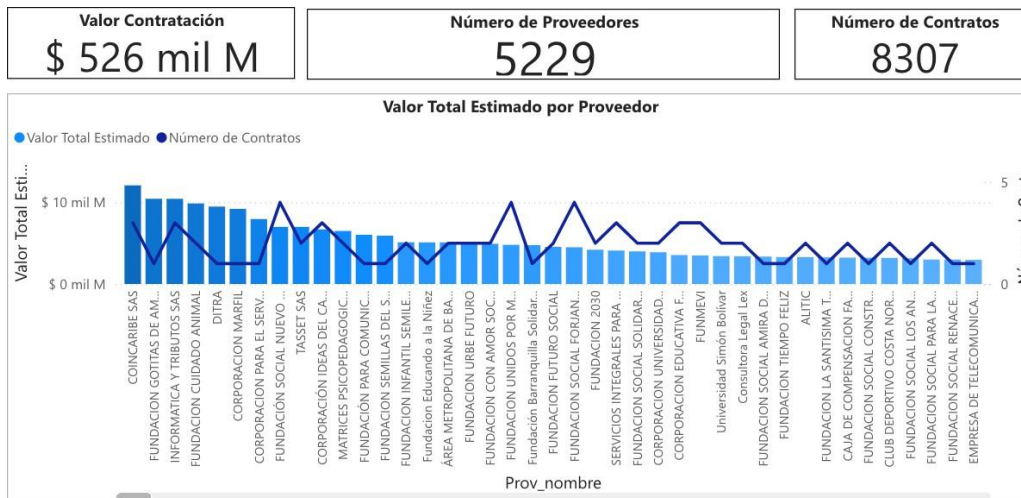 Valor Contratación
$ 526 mil M
Número de Proveedores
5229
Número de Contratos
8307
Valor Total Estimado por Proveedor
Valor Total Estimado
Número de Contratos
Valor Total Esti...
$ 10 mil M
$ 0 mil M
5
0
COINCARIBE SAS
FUNDACION GOTITAS DE AM...
INFORMATICA Y TRIBUTOS SAS
FUNDACION CUIDADO ANIMAL
DITRA
CORPORACION MARFIL
CORPORACION PARA EL SERV...
FUNDACIÓN SOCIAL NUEVO ...
TASSET SAS
CORPORACIÓN IDEAS DEL CA...
MATRICES PSICOPEDAGOGIC...
FUNDACIÓN PARA COMUNIC...
FUNDACION SEMILLAS DEL S...
FUNDACION INFANTIL SEMILE...
Fundacion Educando a la Niñez
ÁREA METROPOLITANA DE BA...
FUNDACION URBE FUTURO
FUNDACION CON AMOR SOC...
FUNDACION UNIDOS POR M...
Fundación Barranquilla Solidar...
FUNDACION FUTURO SOCIAL
FUNDACION SOCIAL FORJAN...
FUNDACION 2030
SERVICIOS INTEGRALES PARA ...
FUNDACION SOCIAL SOLIDAR...
CORPORACION UNIVERSIDAD...
CORPORACION EDUCATIVA F...
FUNMEVI
Universidad Simón Bolívar
Consultora Legal Lex
FUNDACION SOCIAL AMIRA D...
FUNDACION TIEMPO FELIZ
ALITIC
FUNDACION LA SANTISIMA T...
CAJA DE COMPENSACION FA...
FUNDACION SOCIAL CONSTR...
CLUB DEPORTIVO COSTA NOR...
FUNDACION SOCIAL LOS AN...
FUNDACION SOCIAL PARA LA...
FUNDACION SOCIAL RENACE...
EMPRESA DE TELECOMUNICA...
Prov_nombre